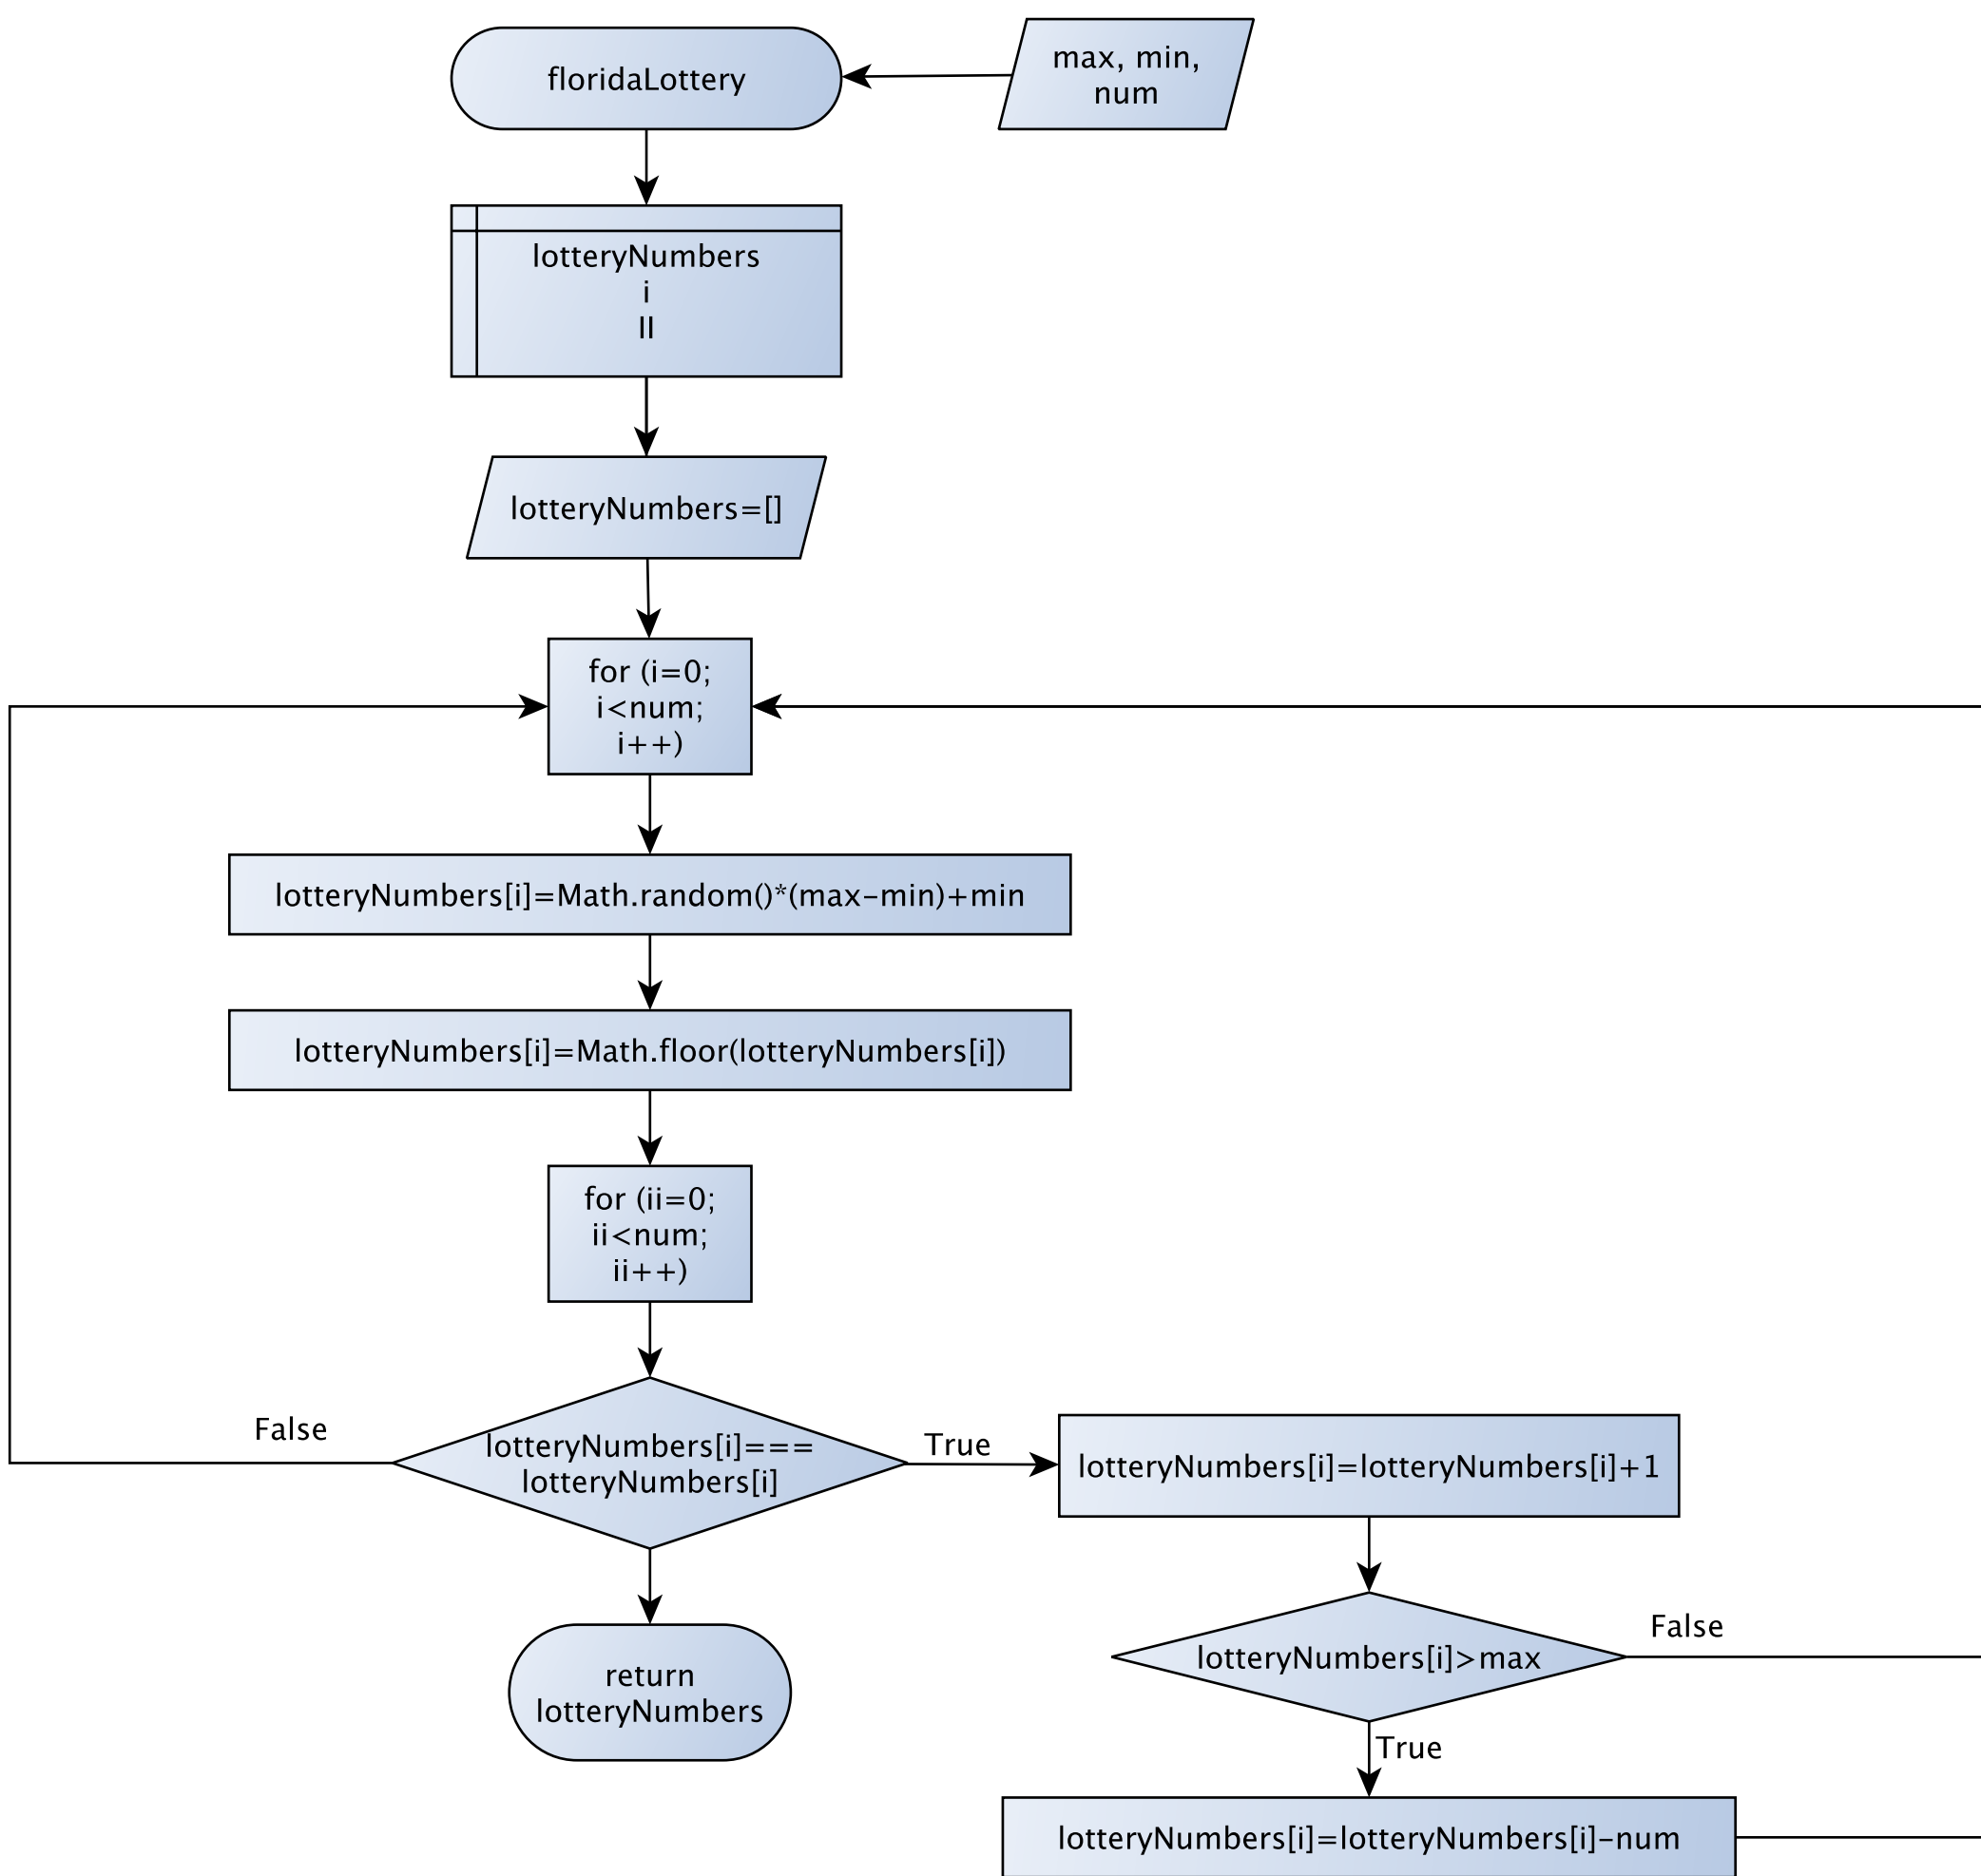 floridaLottery
max, min,
num
lotteryNumbers
i
II
lotteryNumbers=[]
for (i=0;
i<num;
i++)
lotteryNumbers[i]=Math.random()*(max-min)+min
lotteryNumbers[i]=Math.floor(lotteryNumbers[i])
for (ii=0;
ii<num;
ii++)
False
lotteryNumbers[i]===
lotteryNumbers[i]
True
lotteryNumbers[i]=lotteryNumbers[i]+1
lotteryNumbers[i]>max
False
True
return
lotteryNumbers
lotteryNumbers[i]=lotteryNumbers[i]-num